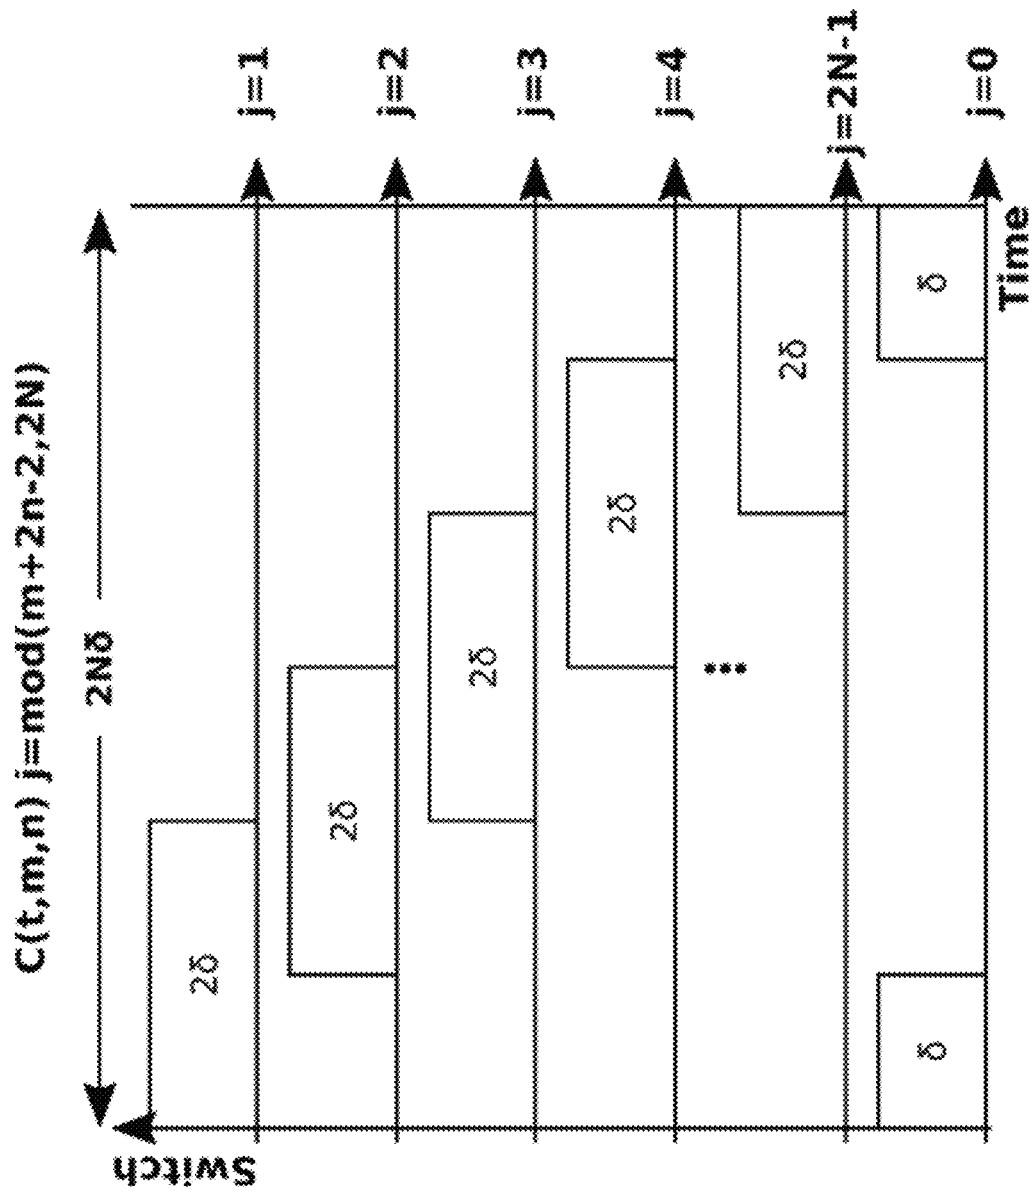 C(t,m,n) j=mod(m+2n-2,2N)
2Nδ
Switch
2δ
j=1
2δ
j=2
2δ
j=3
2δ
j=4
⋮
2δ
j=2N-1
δ
δ
j=0
Time